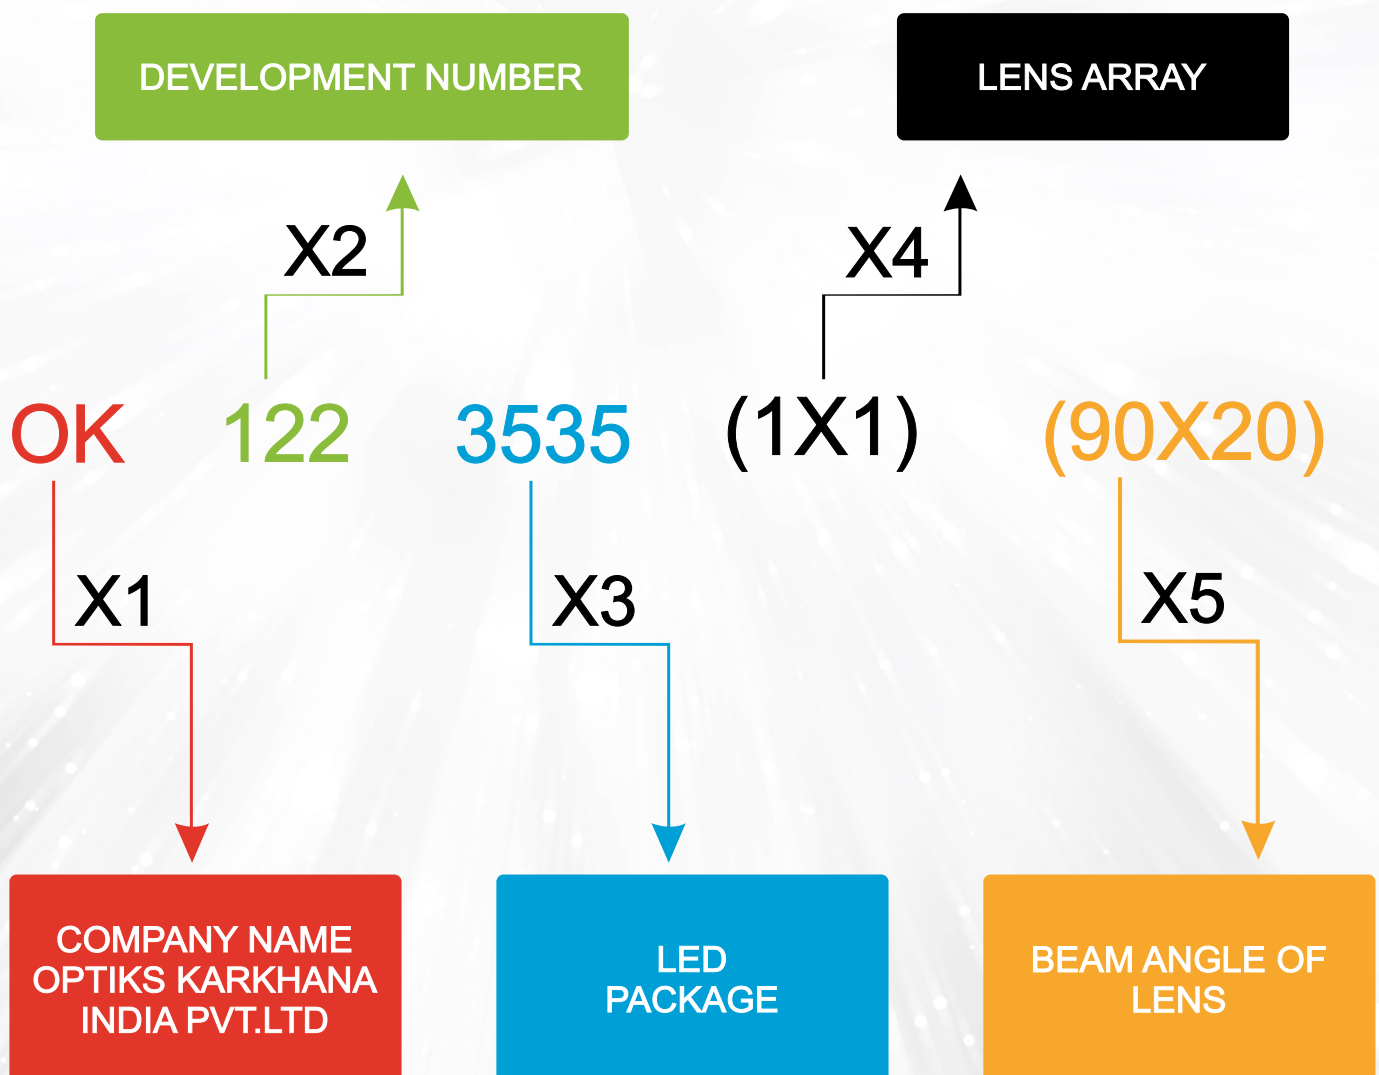 DEVELOPMENT NUMBER
LENS ARRAY
X2
X4
OK 122 3535 (1X1) (90X20)
X1
X3
X5
COMPANY NAME
OPTIKS KARKHANA
INDIA PVT.LTD
LED
PACKAGE
BEAM ANGLE OF
LENS